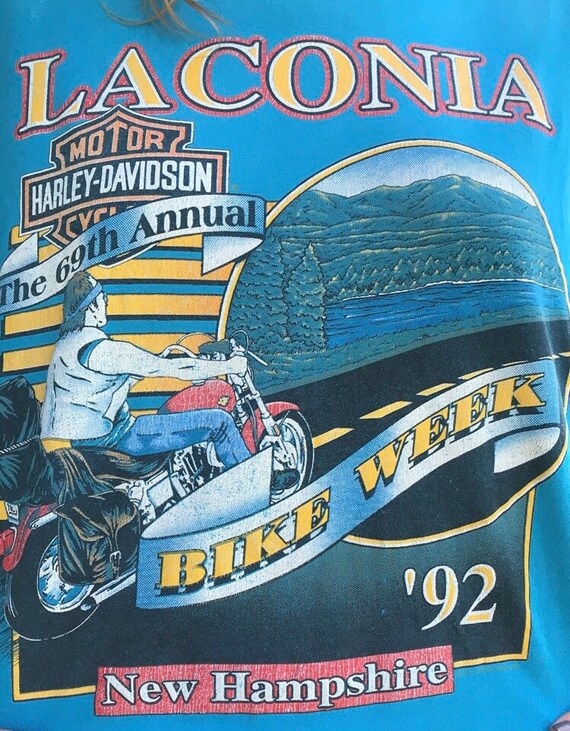 LACONIA
MOTOR
HARLEY-DAVIDSON
The 69th Annual
BIKE WEEK
'92
New Hampshire